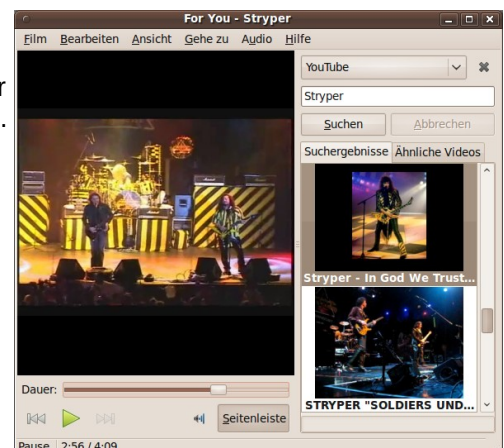 For You - Stryper
Film Bearbeiten Ansicht Gehe zu Audio Hilfe
r
.
YouTube
Stryper
Suchen Abbrechen
Suchergebnisse Ähnliche Videos
Stryper - In God We Trust...
STRYPER "SOLDIERS UND...
Dauer:
Seitenleiste
Pause 2:56 / 4:09